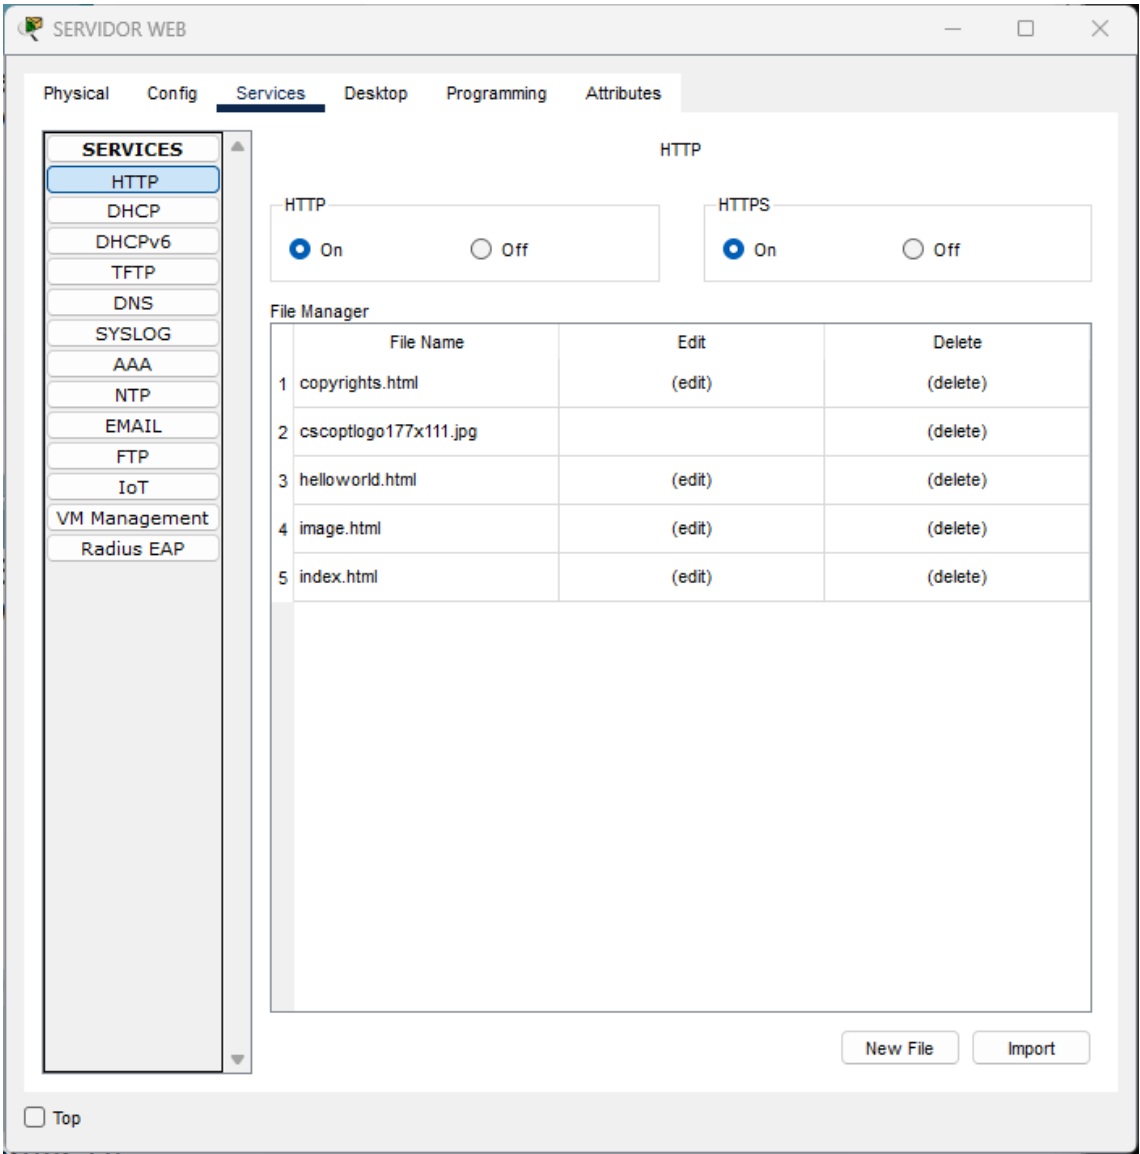 SERVIDOR WEB
Physical Config Services Desktop Programming Attributes
SERVICES
HTTP
DHCP
DHCPv6
TFTP
DNS
SYSLOG
AAA
NTP
EMAIL
FTP
IoT
VM Management
Radius EAP
HTTP
HTTP
On Off
HTTPS
On Off
File Manager
File Name Edit Delete
1 copyrights.html (edit) (delete)
2 cscoptlogo177x111.jpg (delete)
3 helloworld.html (edit) (delete)
4 image.html (edit) (delete)
5 index.html (edit) (delete)
New File Import
Top